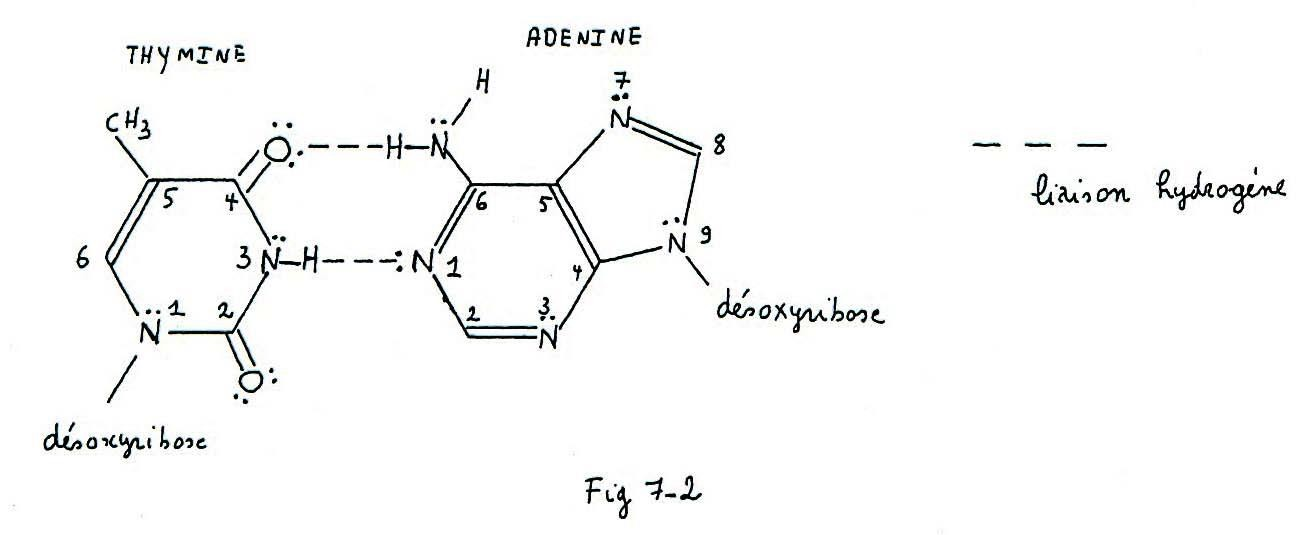 THYMINE
ADENINE
CH3
O
H
H-N
N
7
8
5
4
6
5
6
3 N-H
N 1
N 9
4
N 1
2
2
3
N
O
désoxyribose
désoxyribose
liaison hydrogène
Fig 7-2